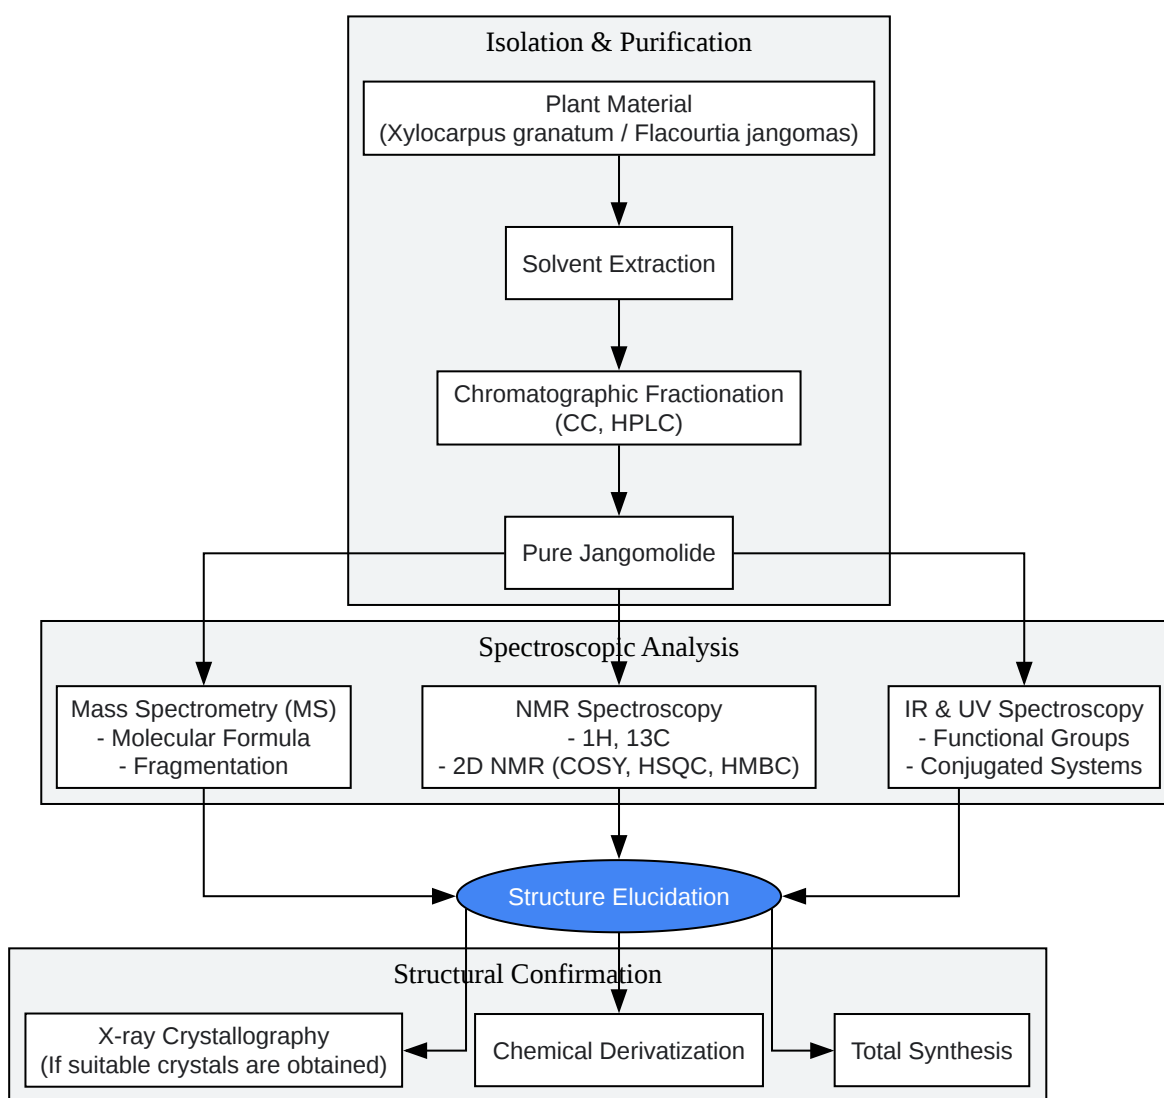 Isolation & Purification
Plant Material
(Xylocarpus granatum / Flacourtia jangomas)
Solvent Extraction
Chromatographic Fractionation
(CC, HPLC)
Pure Jangomolide
Spectroscopic Analysis
Mass Spectrometry (MS)
- Molecular Formula
- Fragmentation
NMR Spectroscopy
- 1H, 13C
- 2D NMR (COSY, HSQC, HMBC)
IR & UV Spectroscopy
- Functional Groups
- Conjugated Systems
Structure Elucidation
Structural Confirmation
X-ray Crystallography
(If suitable crystals are obtained)
Chemical Derivatization
Total Synthesis